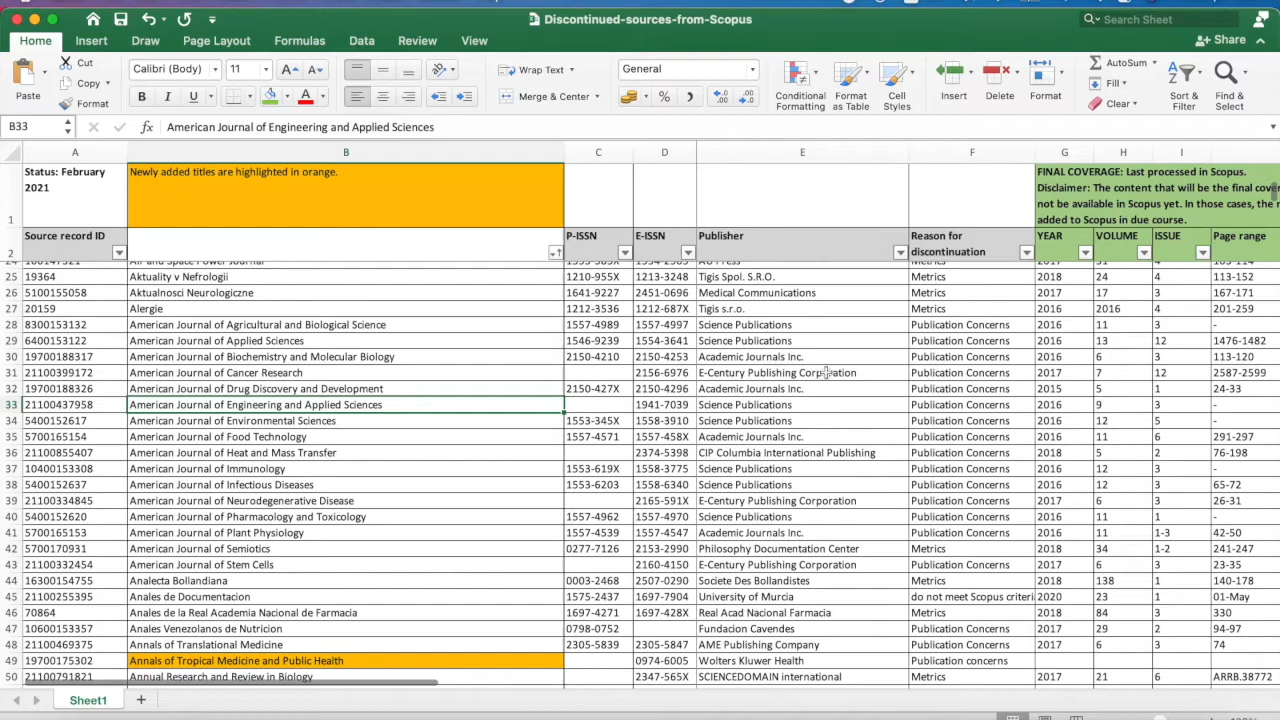 Discontinued-sources-from-Scopus
Search Sheet
Home Insert Draw Page Layout Formulas Data Review View Share
Paste Cut Copy Format
Calibri (Body) 11
B I U A
Wrap Text
Merge & Center
General
Conditional Formatting
Format as Table
Cell Styles
Insert Delete Format
AutoSum
Fill
Clear
Sort & Filter
Find & Select
B33 fx American Journal of Engineering and Applied Sciences
A B C D E F G H I
1 Status: February 2021 Newly added titles are highlighted in orange.
FINAL COVERAGE: Last processed in Scopus.
Disclaimer: The content that will be the final
not be available in Scopus yet. In those cases, the
added to Scopus in due course.
2 Source record ID P-ISSN E-ISSN Publisher Reason for discontinuation YEAR VOLUME ISSUE Page range
25 19364 Aktuality v Nefrologii 1210-955X 1213-3248 Tigis Spol. S.R.O. Metrics 2018 24 4 113-152
26 5100155058 Aktualnosci Neurologiczne 1641-9227 2451-0696 Medical Communications Metrics 2017 17 3 167-171
27 20159 Alergie 1212-3536 1212-687X Tigis s.r.o. Metrics 2016 2016 4 201-259
28 8300153132 American Journal of Agricultural and Biological Science 1557-4989 1557-4997 Science Publications Publication Concerns 2016 11 3 -
29 6400153122 American Journal of Applied Sciences 1546-9239 1554-3641 Science Publications Publication Concerns 2016 13 12 1476-1482
30 19700188317 American Journal of Biochemistry and Molecular Biology 2150-4210 2150-4253 Academic Journals Inc. Publication Concerns 2016 6 3 113-120
31 21100399172 American Journal of Cancer Research 2156-6976 E-Century Publishing Corporation Publication Concerns 2017 7 12 2587-2599
32 19700188326 American Journal of Drug Discovery and Development 2150-427X 2150-4296 Academic Journals Inc. Publication Concerns 2015 5 1 24-33
33 21100437958 American Journal of Engineering and Applied Sciences 1941-7039 Science Publications Publication Concerns 2016 9 3 -
34 5400152617 American Journal of Environmental Sciences 1553-345X 1558-3910 Science Publications Publication Concerns 2016 12 5 -
35 5700165154 American Journal of Food Technology 1557-4571 1557-458X Academic Journals Inc. Publication Concerns 2016 11 6 291-297
36 21100855407 American Journal of Heat and Mass Transfer 2374-5398 CIP Columbia International Publishing Publication Concerns 2018 5 2 76-198
37 10400153308 American Journal of Immunology 1553-619X 1558-3775 Science Publications Publication Concerns 2016 12 3 -
38 5400152637 American Journal of Infectious Diseases 1553-6203 1558-6340 Science Publications Publication Concerns 2016 12 3 65-72
39 21100334845 American Journal of Neurodegenerative Disease 2165-591X E-Century Publishing Corporation Publication Concerns 2017 6 3 26-31
40 5400152620 American Journal of Pharmacology and Toxicology 1557-4962 1557-4970 Science Publications Publication Concerns 2016 11 1 -
41 5700165153 American Journal of Plant Physiology 1557-4539 1557-4547 Academic Journals Inc. Publication Concerns 2016 11 1-3 42-50
42 5700170931 American Journal of Semiotics 0277-7126 2153-2990 Philosophy Documentation Center Metrics 2018 34 1-2 241-247
43 21100332454 American Journal of Stem Cells 2160-4150 E-Century Publishing Corporation Publication Concerns 2017 6 3 23-35
44 16300154755 Analecta Bollandiana 0003-2468 2507-0290 Societe Des Bollandistes Metrics 2018 138 1 140-178
45 21100255395 Anales de Documentacion 1575-2437 1697-7904 University of Murcia do not meet Scopus criteri 2020 23 1 01-May
46 70864 Anales de la Real Academia Nacional de Farmacia 1697-4271 1697-428X Real Acad Nacional Farmacia Metrics 2018 84 3 330
47 10600153357 Anales Venezolanos de Nutricion 0798-0752 Fundacion Cavendes Publication Concerns 2017 29 2 94-97
48 21100469375 Annals of Translational Medicine 2305-5839 2305-5847 AME Publishing Company Publication Concerns 2017 6 3 74
49 19700175302 Annals of Tropical Medicine and Public Health 0974-6005 Wolters Kluwer Health Publication concerns
50 21100791821 Annual Research and Review in Biology 2347-565X SCIENCEDOMAIN international Metrics 2017 21 6 ARRB.38772
Sheet1